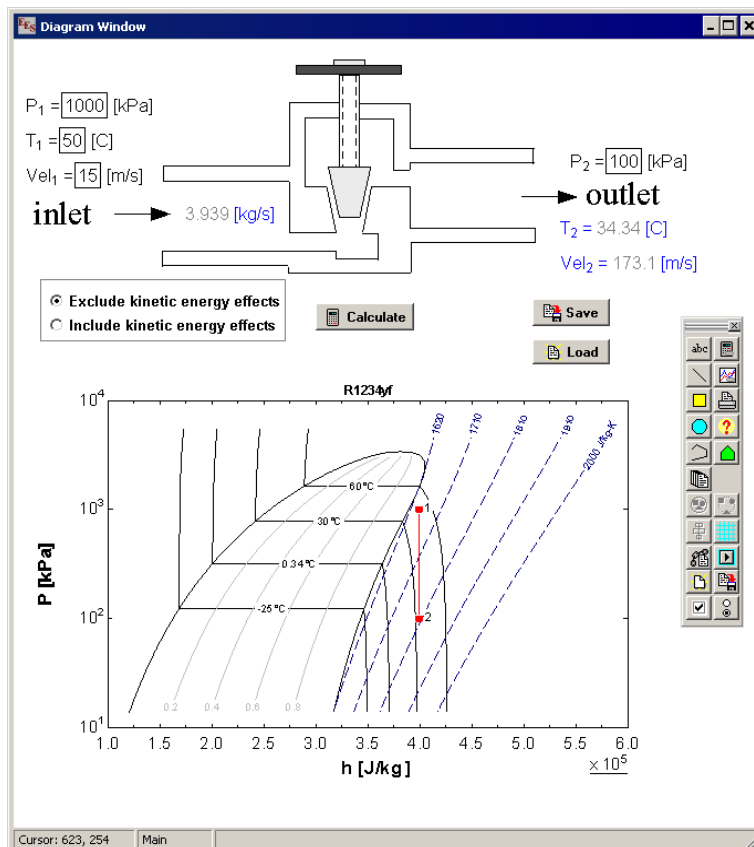 EES Diagram Window
P1 = 1000 [kPa]
T1 = 50 [C]
Vel1 = 15 [m/s]
inlet
3.939 [kg/s]
P2 = 100 [kPa]
outlet
T2 = 34.34 [C]
Vel2 = 173.1 [m/s]
Exclude kinetic energy effects
Include kinetic energy effects
Calculate
Save
Load
abc
R1234yf
10^4
10^3
10^2
10^1
P [kPa]
1620
1710
1810
1910
2000 J/kg-K
60°C
30°C
0.34°C
-25°C
1
2
0.2
0.4
0.6
0.8
1.0
1.5
2.0
2.5
3.0
3.5
4.0
4.5
5.0
5.5
6.0
h [J/kg]
× 10^5
Cursor: 623, 254
Main